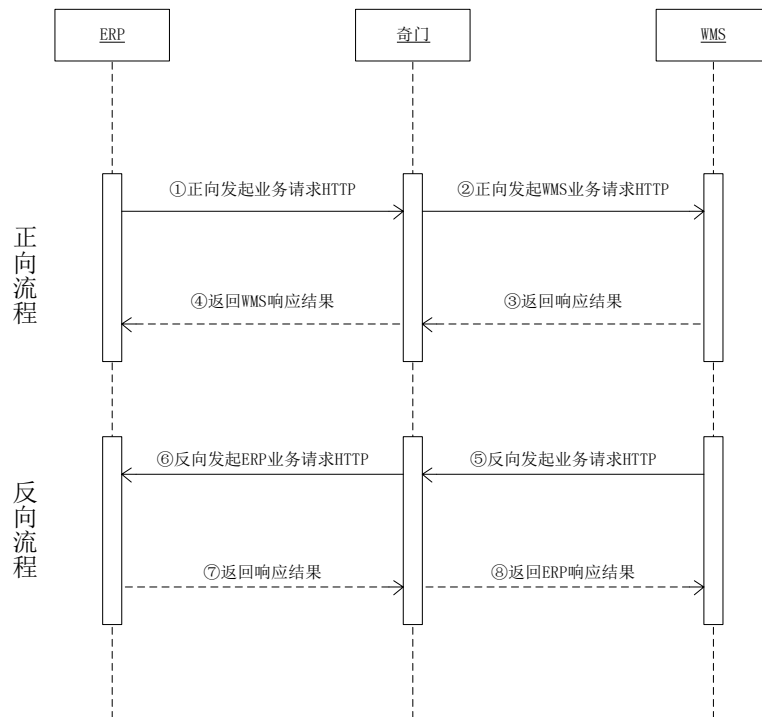 ERP
奇门
WMS
正向流程
①正向发起业务请求HTTP
②正向发起WMS业务请求HTTP
④返回WMS响应结果
③返回响应结果
反向流程
⑥反向发起ERP业务请求HTTP
⑤反向发起业务请求HTTP
⑦返回响应结果
⑧返回ERP响应结果